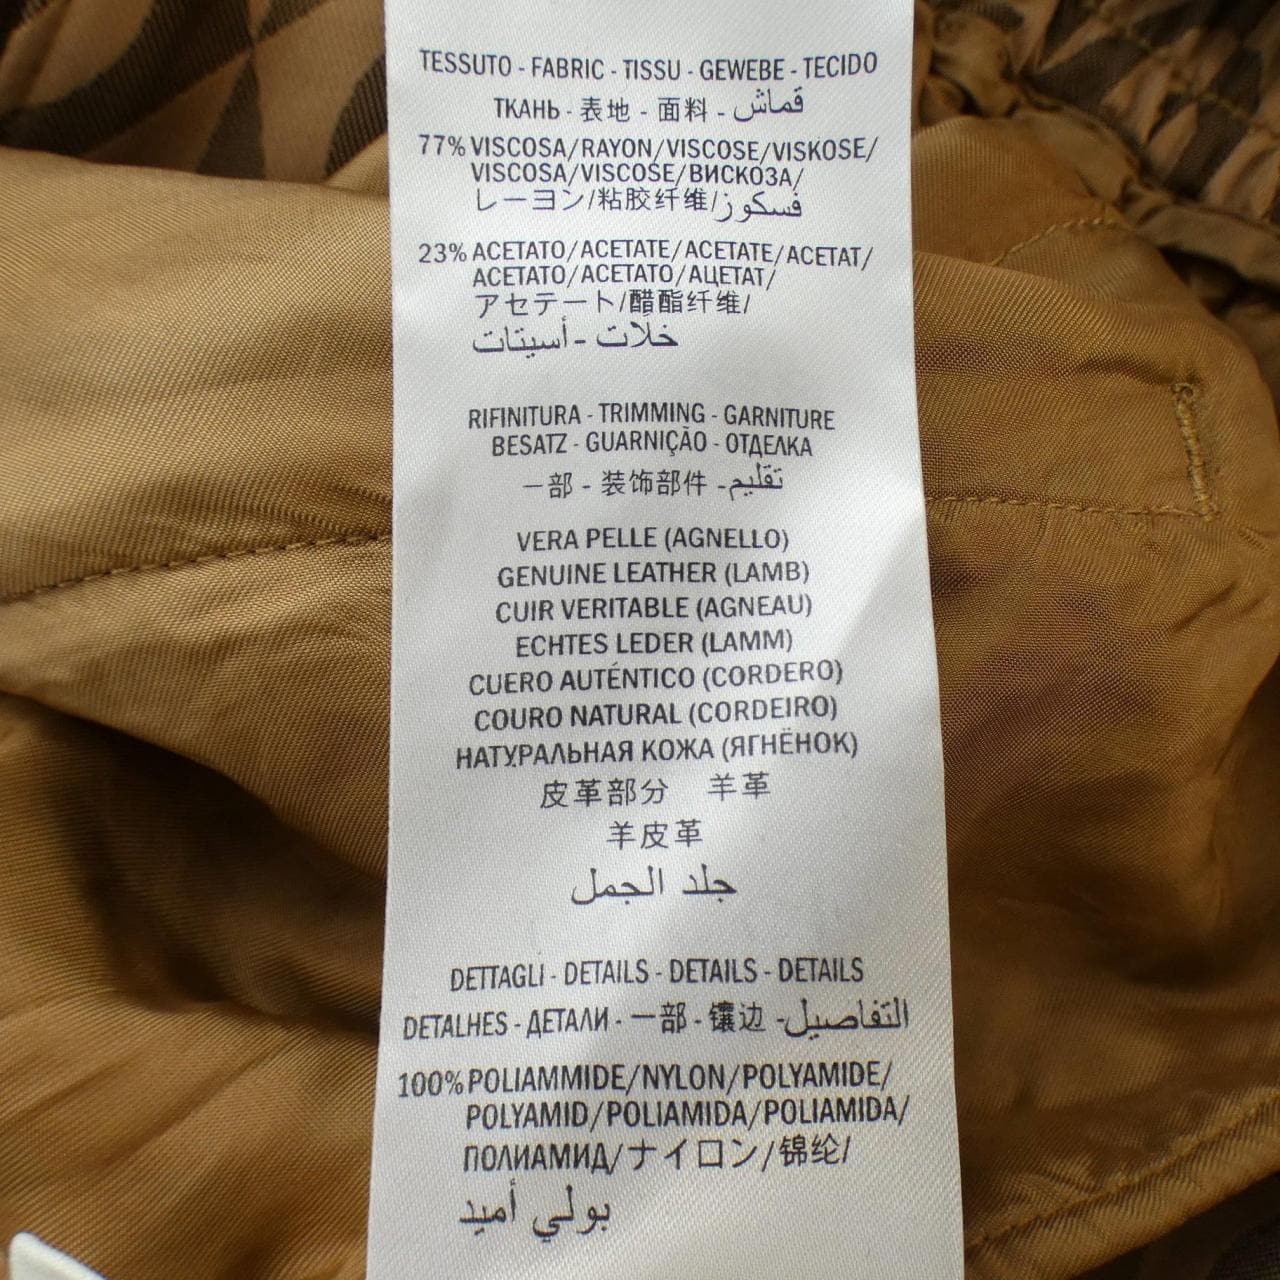 TESSUTO - FABRIC - TISSU - GEWEBE - TECIDO
ТКАНЬ - 表地 - 面料 - قماش
77% VISCOSA/RAYON/VISCOSE/VISKOSE/
VISCOSA/VISCOSE/ВИСКОЗА/
レーヨン/粘胶纤维/فسكوز
23% ACETATO/ACETATE/ACETATE/ACETAT/
ACETATO/ACETATO/АЦЕТАТ/
アセテート/醋酯纤维/
خلات - أسيتات
RIFINITURA - TRIMMING - GARNITURE
BESATZ - GUARNIÇÃO - ОТДЕЛКА
一部 - 装饰部件 - تقليم
VERA PELLE (AGNELLO)
GENUINE LEATHER (LAMB)
CUIR VERITABLE (AGNEAU)
ECHTES LEDER (LAMM)
CUERO AUTÉNTICO (CORDERO)
COURO NATURAL (CORDEIRO)
НАТУРАЛЬНАЯ КОЖА (ЯГНЁНОК)
皮革部分 羊革
羊皮革
جلد الجمل
DETTAGLI - DETAILS - DETAILS - DETAILS
DETALHES - ДЕТАЛИ - 一部 - 镶边 - التفاصيل
100% POLIAMMIDE/NYLON/POLYAMIDE/
POLYAMID/POLIAMIDA/POLIAMIDA/
ПОЛИАМИД/ナイロン/锦纶/
بولي أميد